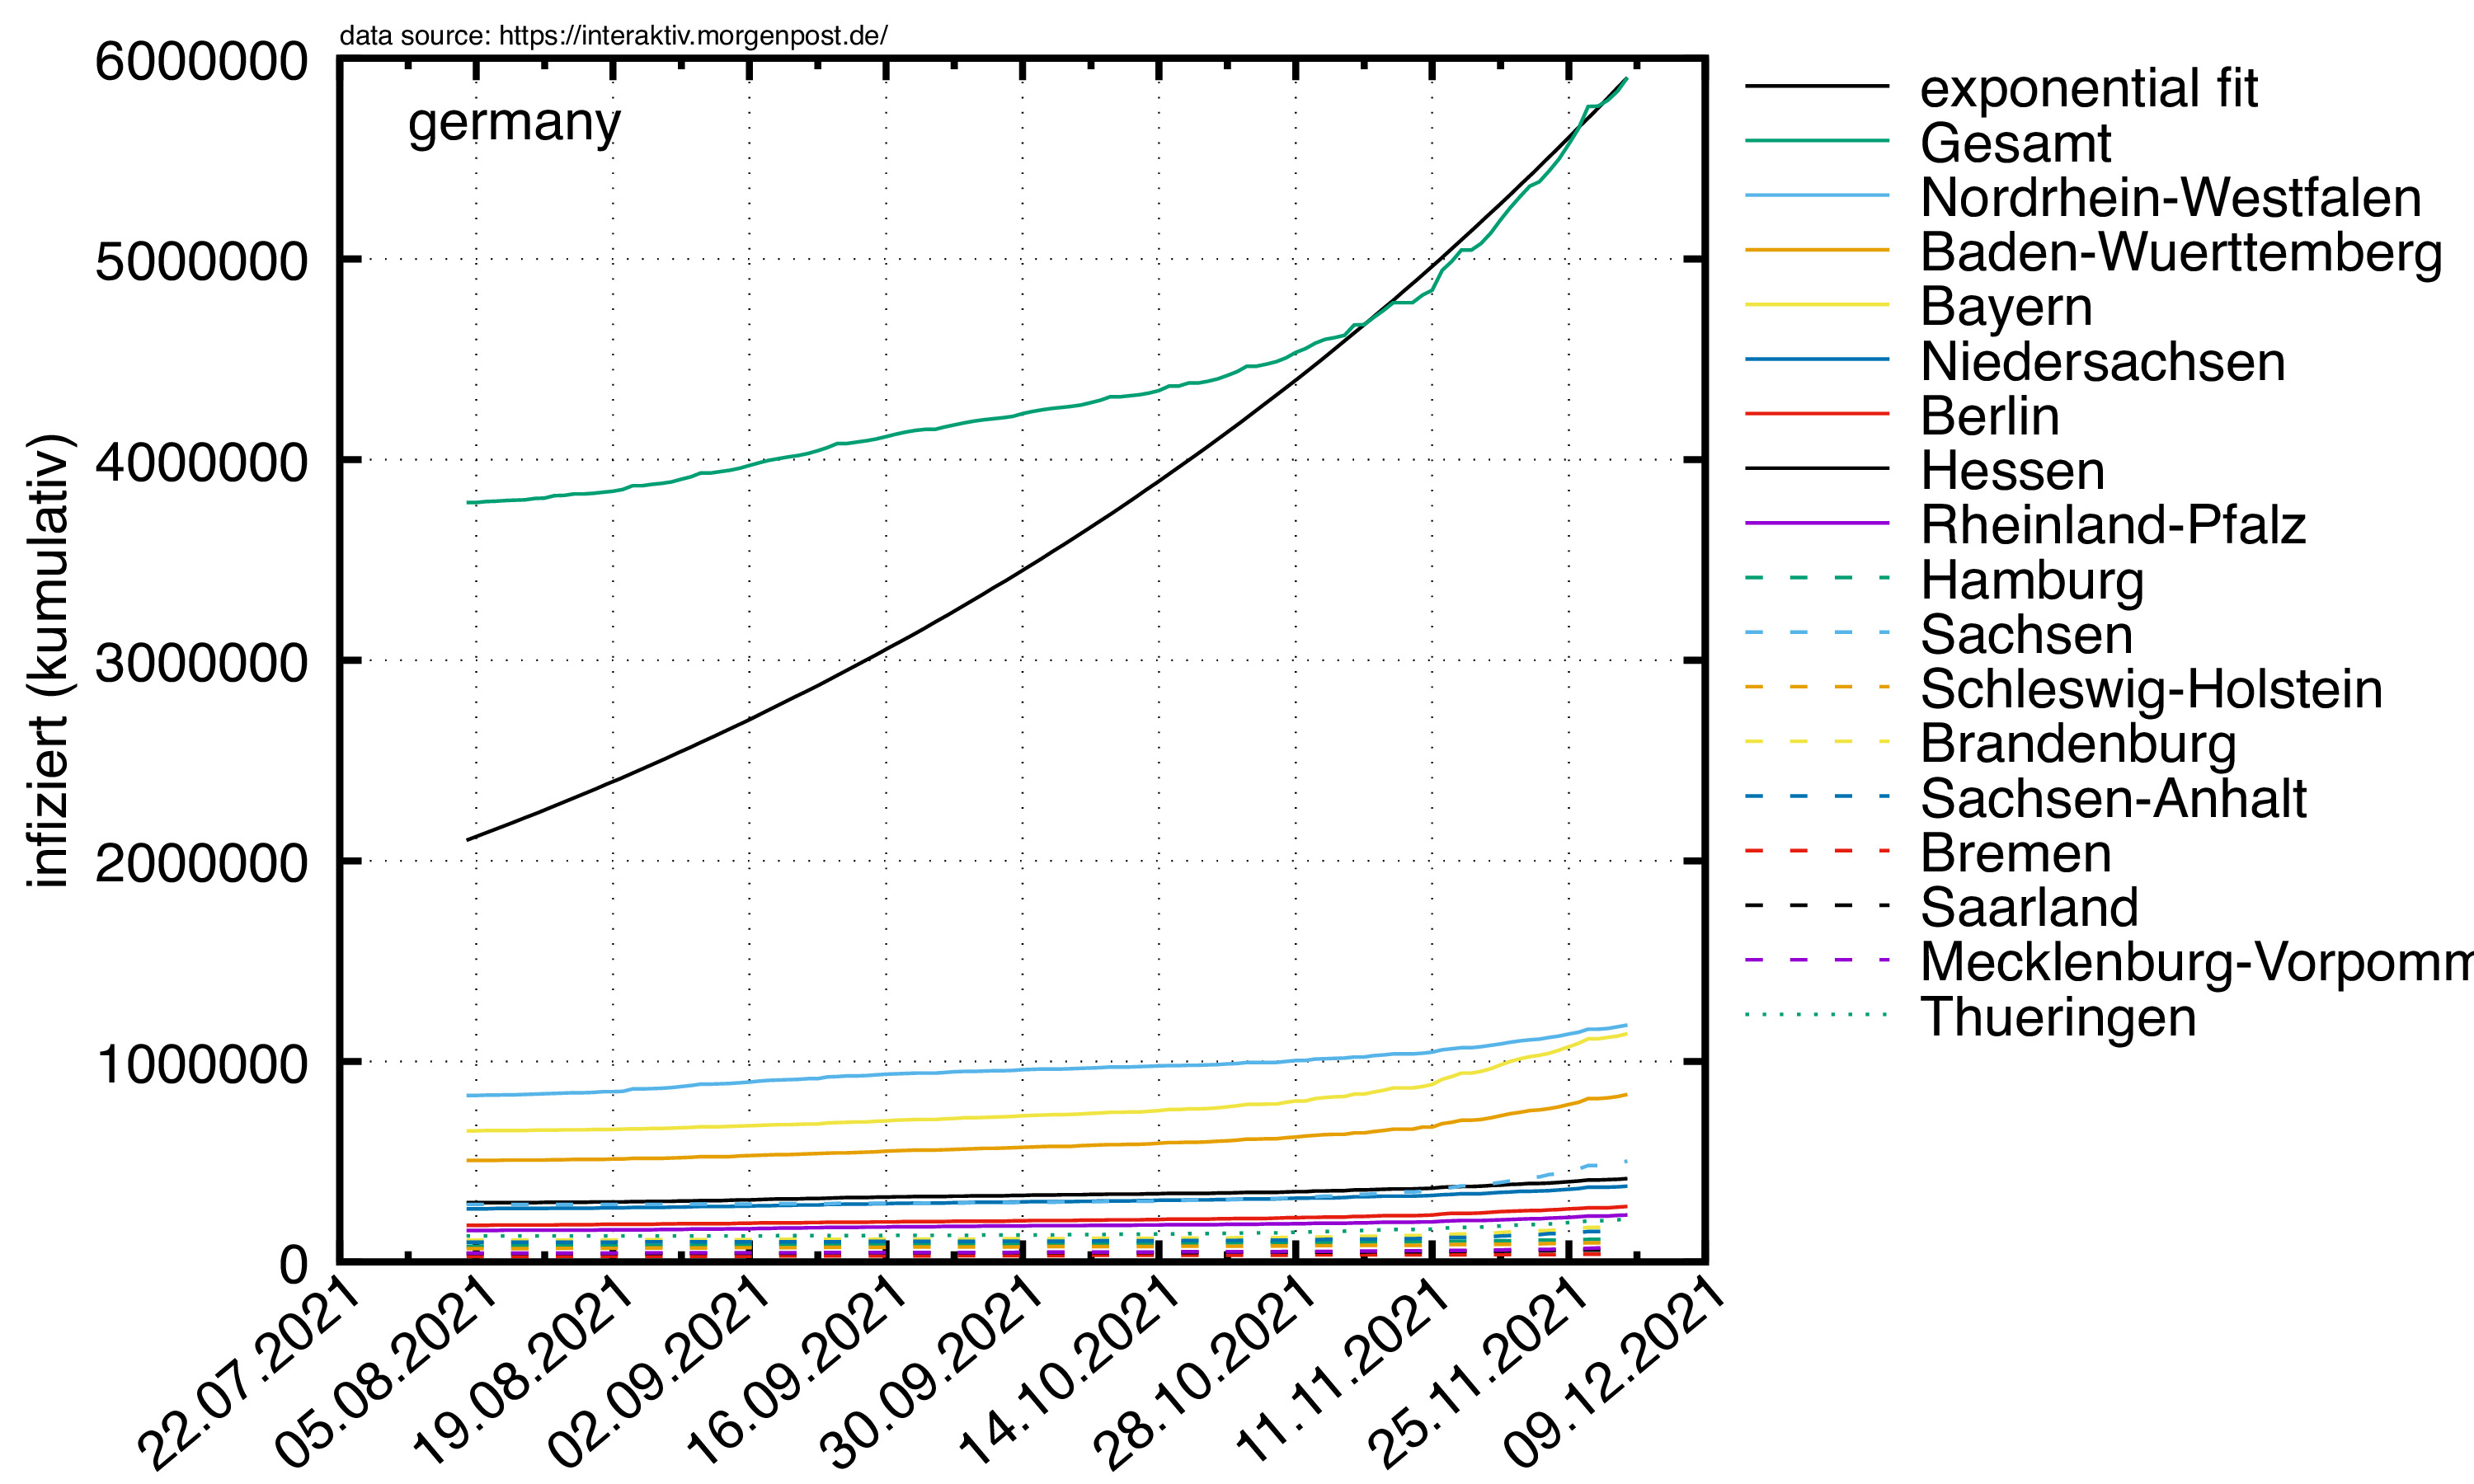 data source: https://interaktiv.morgenpost.de/
germany
infiziert (kumulativ)
6000000
5000000
4000000
3000000
2000000
1000000
0
22.07.2021
05.08.2021
19.08.2021
02.09.2021
16.09.2021
30.09.2021
14.10.2021
28.10.2021
11.11.2021
25.11.2021
09.12.2021
exponential fit
Gesamt
Nordrhein-Westfalen
Baden-Wuerttemberg
Bayern
Niedersachsen
Berlin
Hessen
Rheinland-Pfalz
Hamburg
Sachsen
Schleswig-Holstein
Brandenburg
Sachsen-Anhalt
Bremen
Saarland
Mecklenburg-Vorpomm
Thueringen